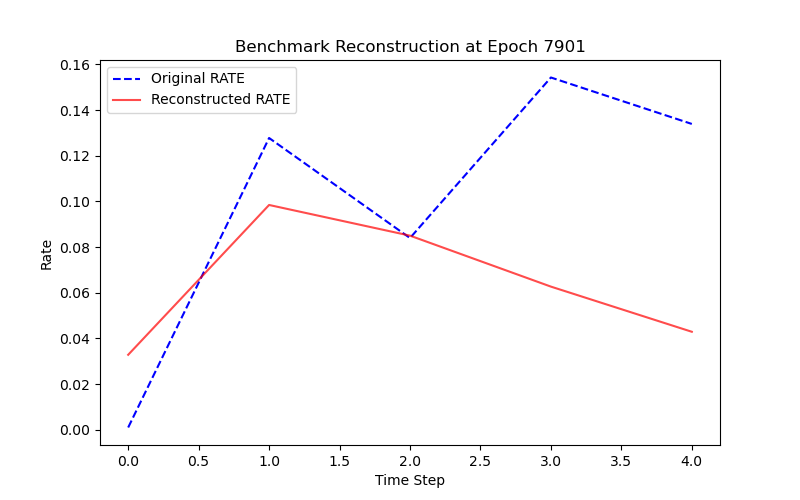 Benchmark Reconstruction at Epoch 7901
Original RATE
Reconstructed RATE
Rate
0.16
0.14
0.12
0.10
0.08
0.06
0.04
0.02
0.00
0.0 0.5 1.0 1.5 2.0 2.5 3.0 3.5 4.0
Time Step